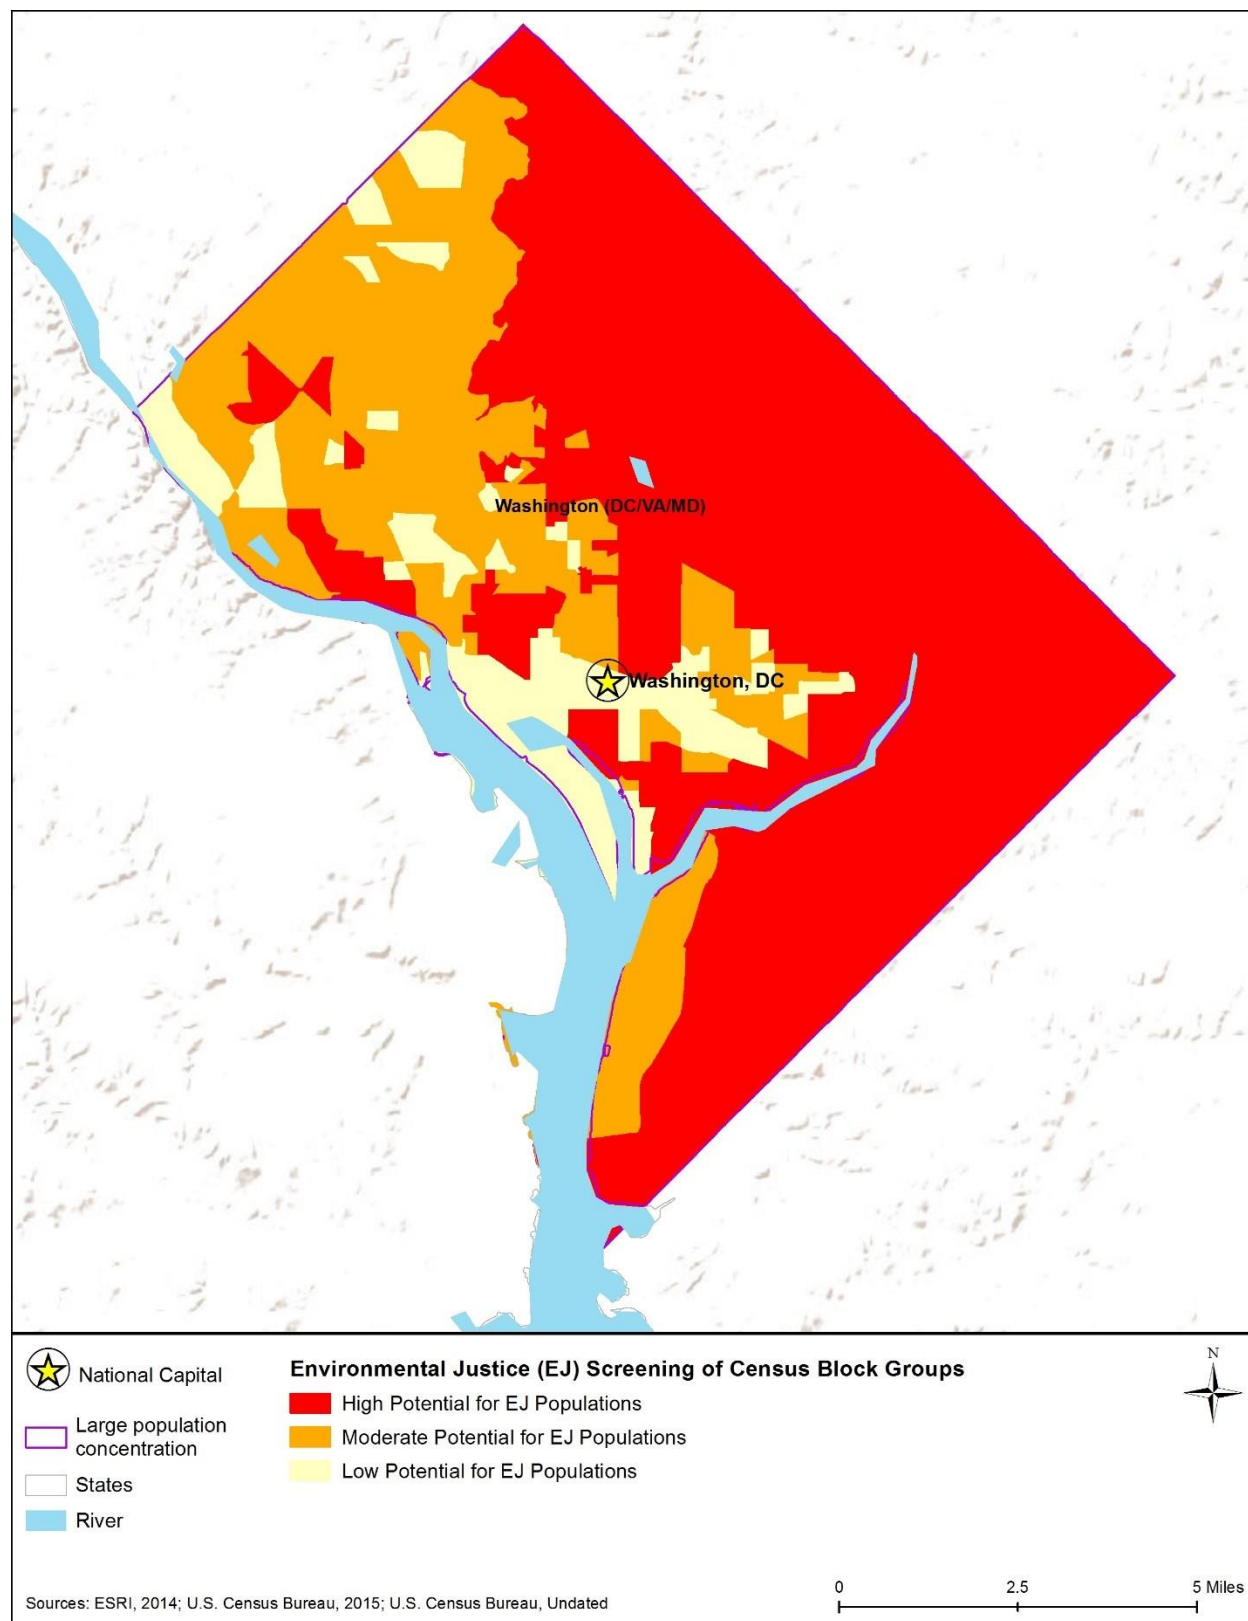 Washington (DC/VA/MD)
Washington, DC
National Capital
Large population
concentration
States
River
Environmental Justice (EJ) Screening of Census Block Groups
High Potential for EJ Populations
Moderate Potential for EJ Populations
Low Potential for EJ Populations
N
0 2.5 5 Miles
Sources: ESRI, 2014; U.S. Census Bureau, 2015; U.S. Census Bureau, Undated